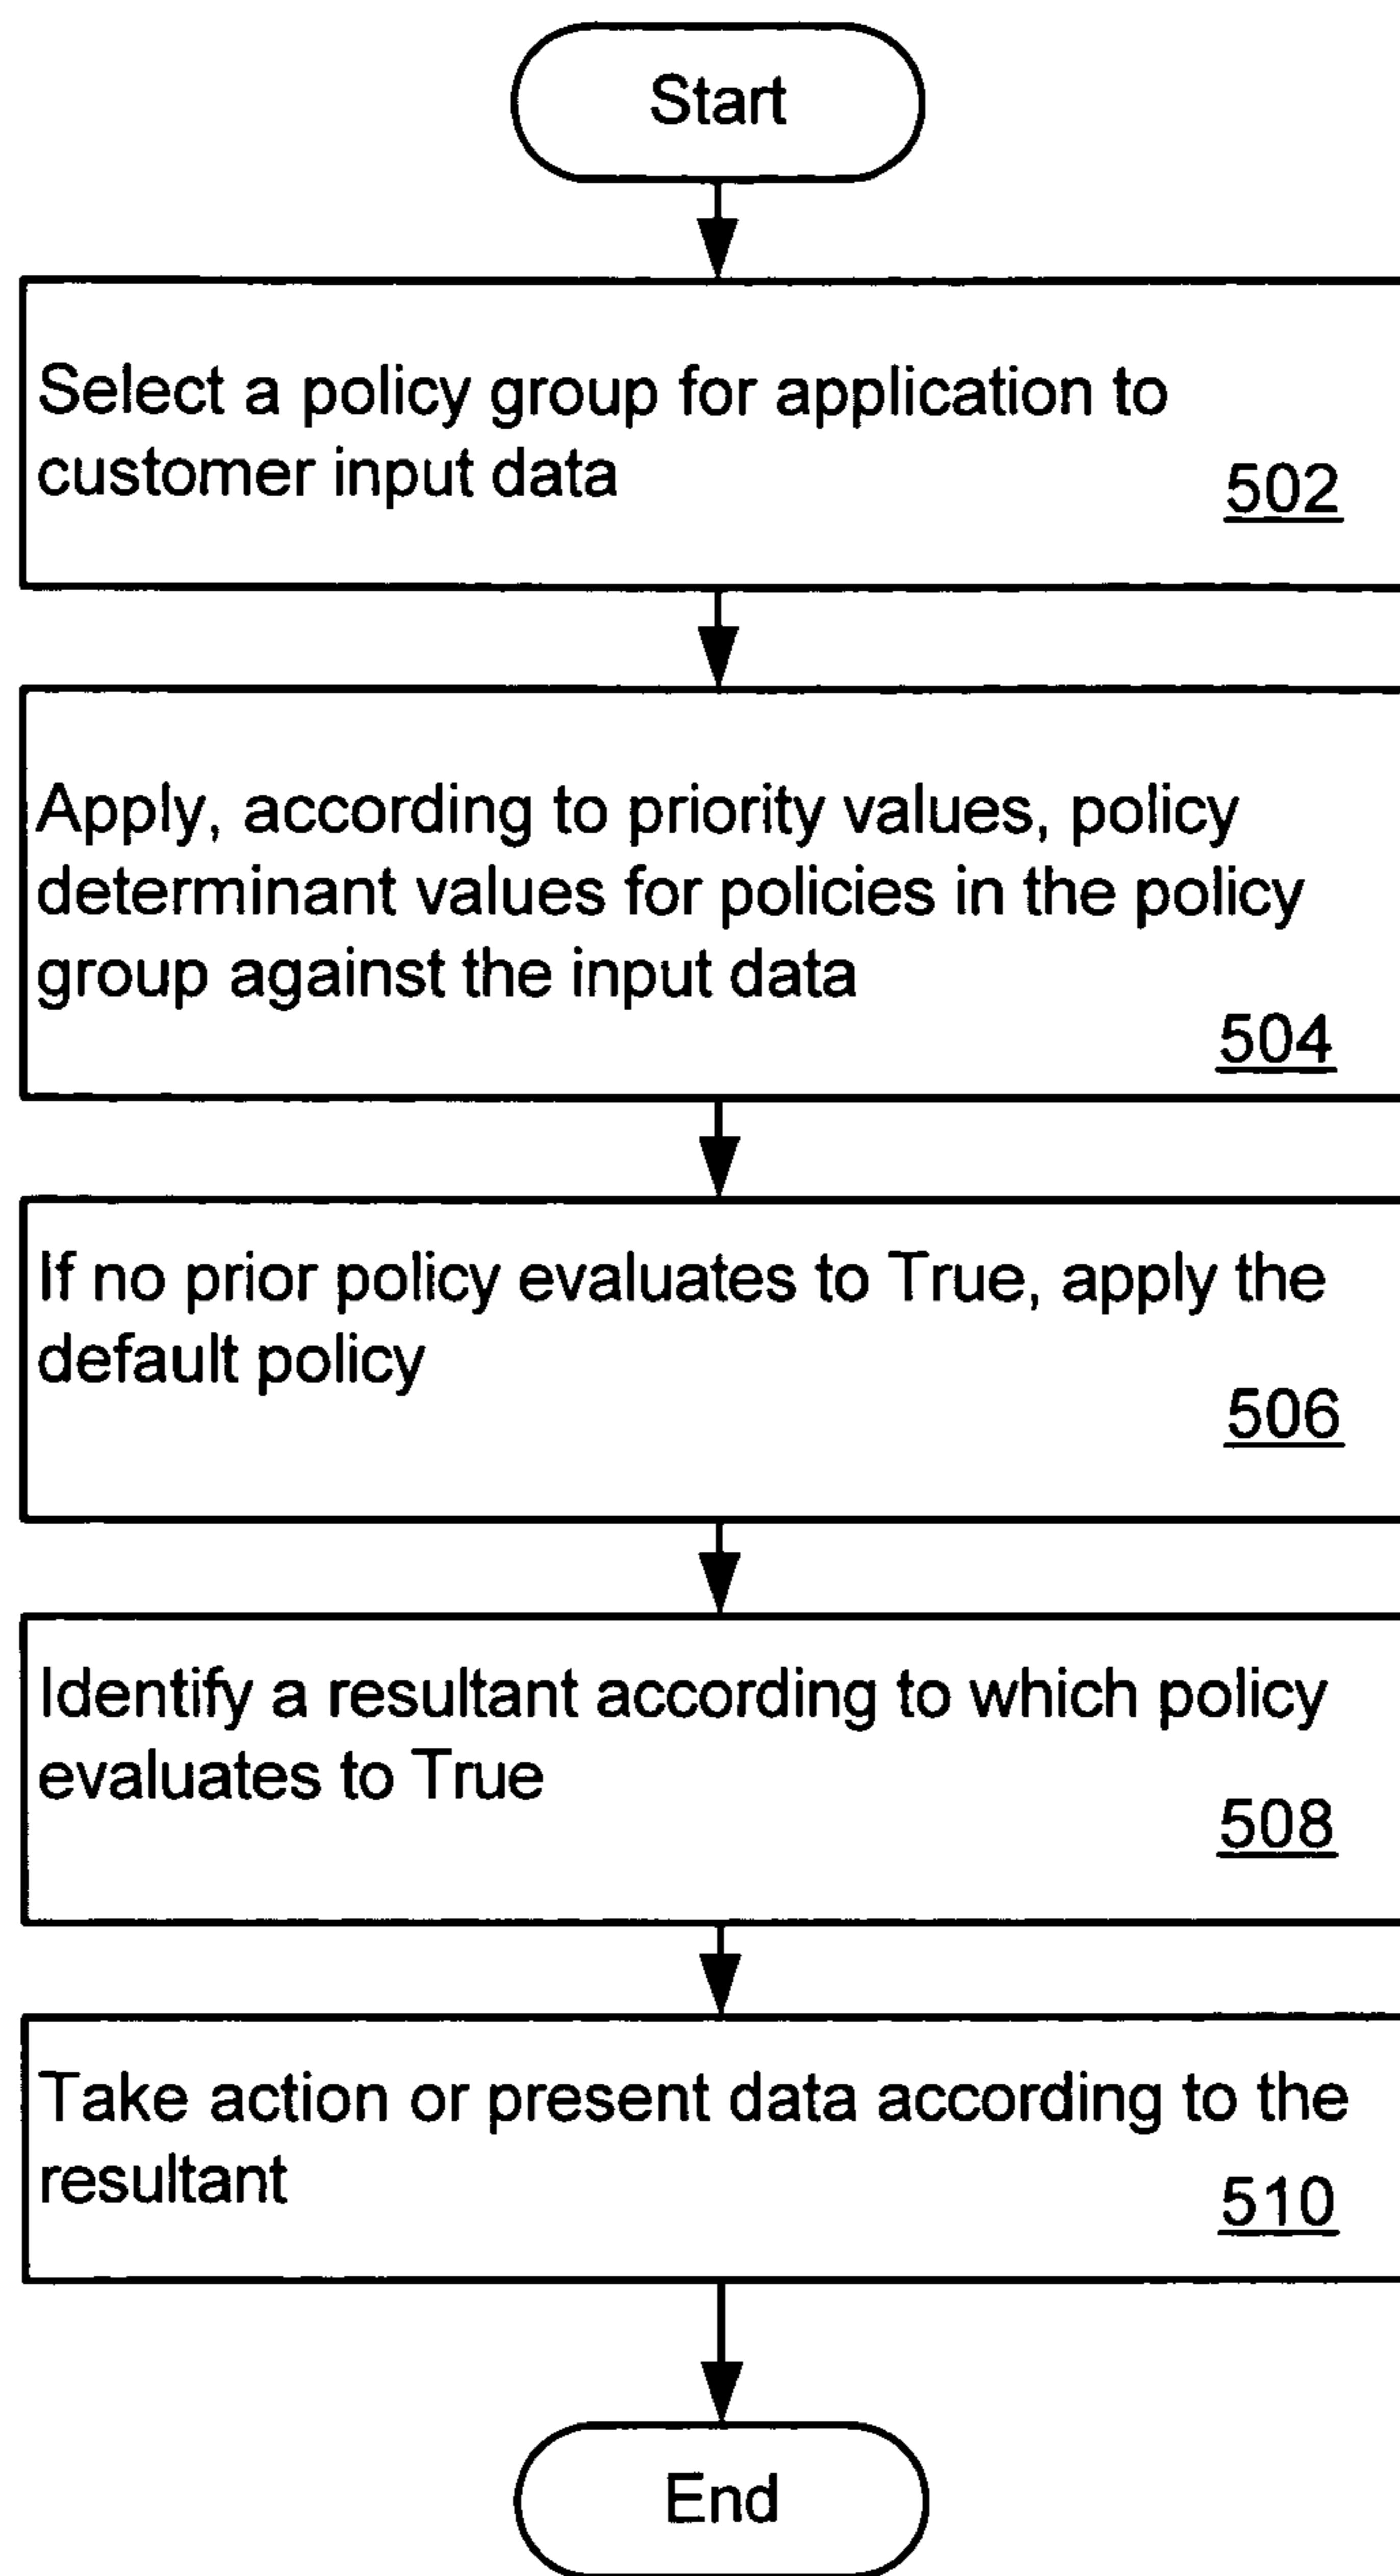 Start
Select a policy group for application to
customer input data
502
Apply, according to priority values, policy
determinant values for policies in the policy
group against the input data
504
If no prior policy evaluates to True, apply the
default policy
506
Identify a resultant according to which policy
evaluates to True
508
Take action or present data according to the
resultant
510
End